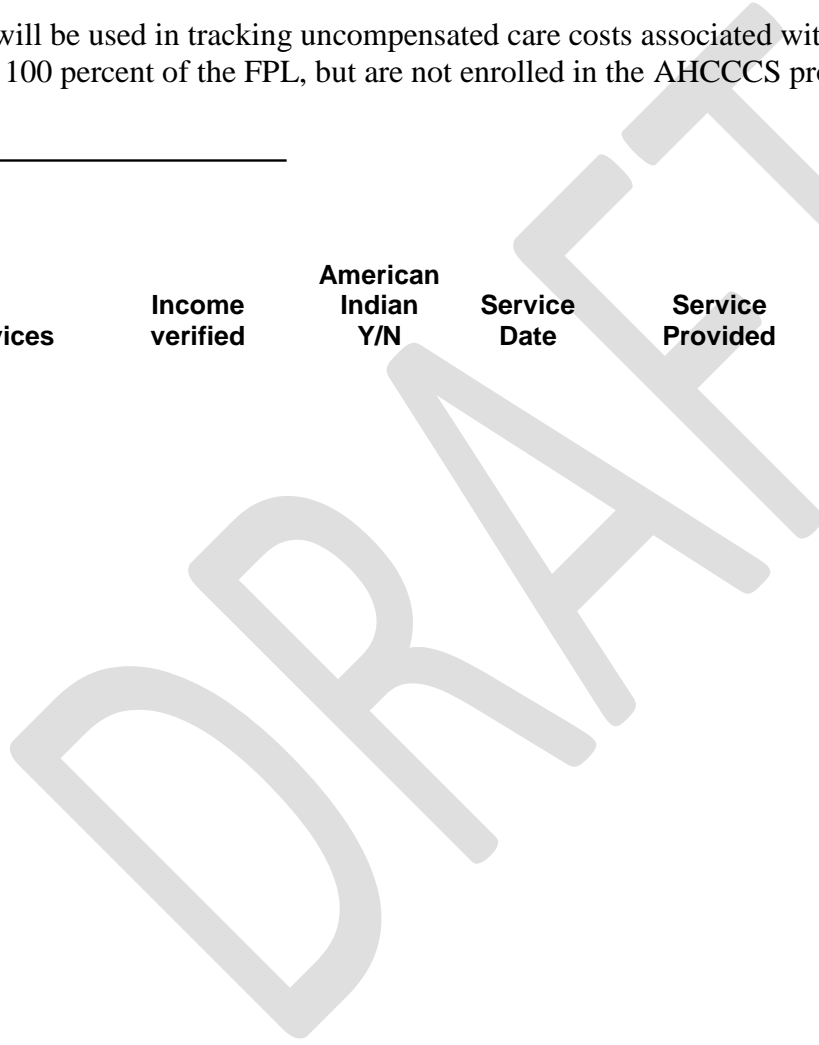 will be used in tracking uncompensated care costs associated wit
100 percent of the FPL, but are not enrolled in the AHCCCS pro
American
Income Indian Service Service
vices verified Y/N Date Provided
DRAFT